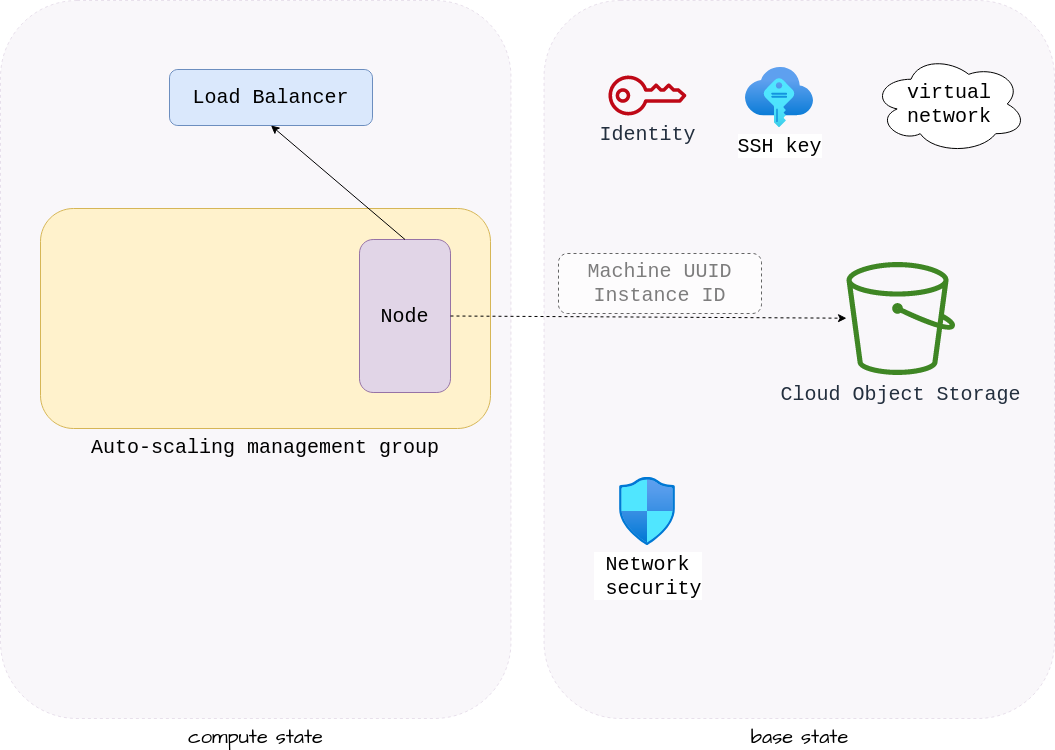 Load Balancer
Node
Auto-scaling management group
compute state
Identity
SSH key
virtual
network
Machine UUID
Instance ID
Cloud Object Storage
Network
security
base state